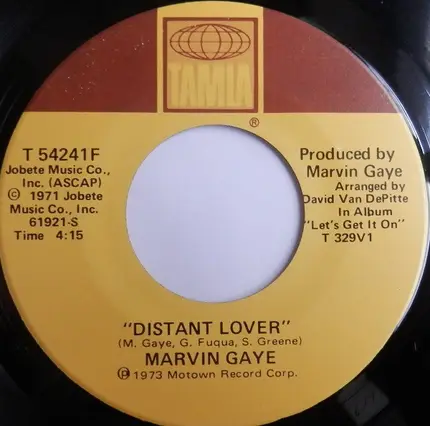 TAMLA
®
T 54241F
Jobete Music Co.,
Inc. (ASCAP)
© 1971 Jobete
Music Co., Inc.
61921-S
Time 4:15
Produced by
Marvin Gaye
Arranged by
David Van DePitte
In Album
"Let's Get It On"
T 329V1
"DISTANT LOVER"
(M. Gaye, G. Fuqua, S. Greene)
MARVIN GAYE
℗ 1973 Motown Record Corp.